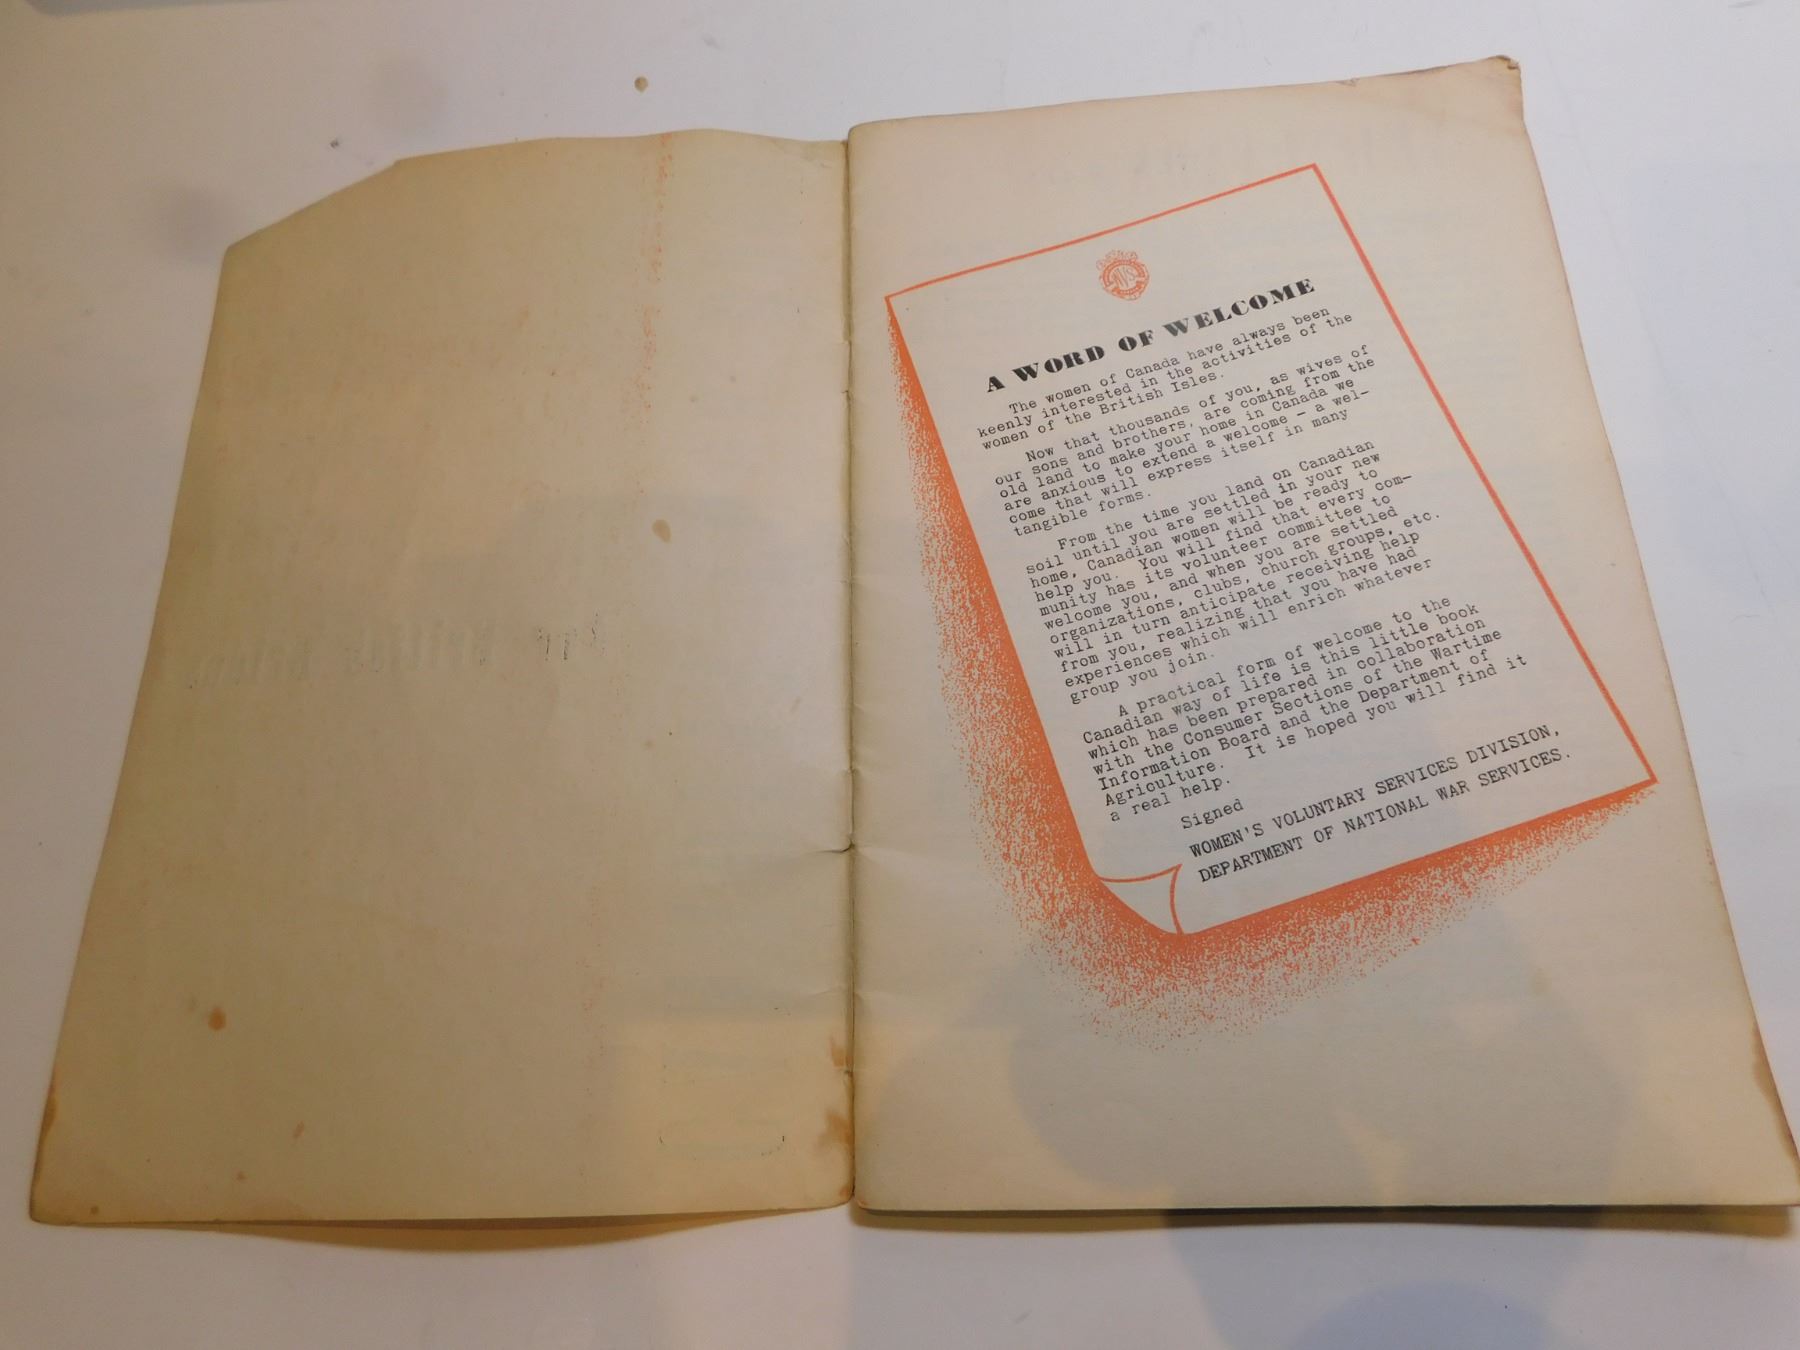 A WORD OF WELCOME
The women of Canada have always been
keenly interested in the activities of the
women of the British Isles.
Now that thousands of you, as wives of
our sons and brothers, are coming from the
old land to make your home in Canada we
are anxious to extend a welcome – a wel-
come that will express itself in many
tangible forms.
From the time you land on Canadian
soil until you are settled in your new
home, Canadian women will be ready to
help you. You will find that every com-
munity has its volunteer committee to
welcome you, and when you are settled
organizations, clubs, church groups, etc.
will in turn anticipate receiving help
from you, realizing that you have had
experiences which will enrich whatever
group you join.
A practical form of welcome to the
Canadian way of life is this little book
which has been prepared in collaboration
with the Consumer Sections of the Wartime
Information Board and the Department of
Agriculture. It is hoped you will find it
a real help.
Signed
WOMEN'S VOLUNTARY SERVICES DIVISION,
DEPARTMENT OF NATIONAL WAR SERVICES.